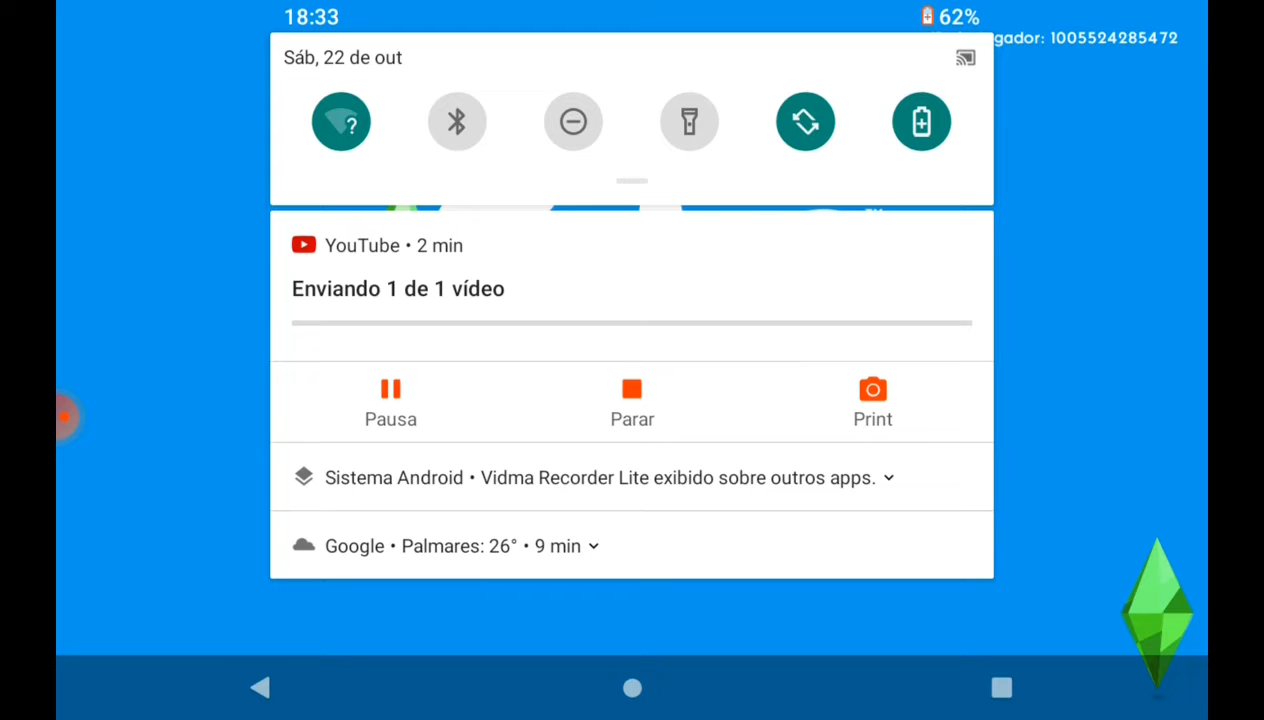 18:33
62%
gador: 1005524285472
Sáb, 22 de out
YouTube • 2 min
Enviando 1 de 1 vídeo
Pausa
Parar
Print
Sistema Android • Vidma Recorder Lite exibido sobre outros apps.
Google • Palmares: 26° • 9 min